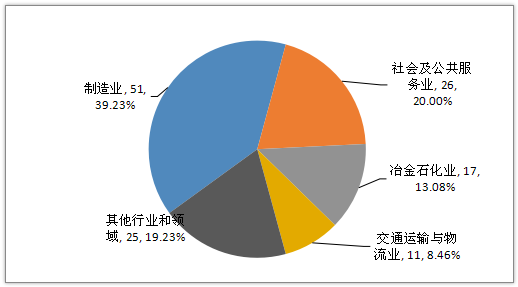 制造业, 51,
39.23%
社会及公共服
务业, 26,
20.00%
冶金石化业, 17,
13.08%
交通运输与物
流业, 11, 8.46%
其他行业和领
域, 25, 19.23%